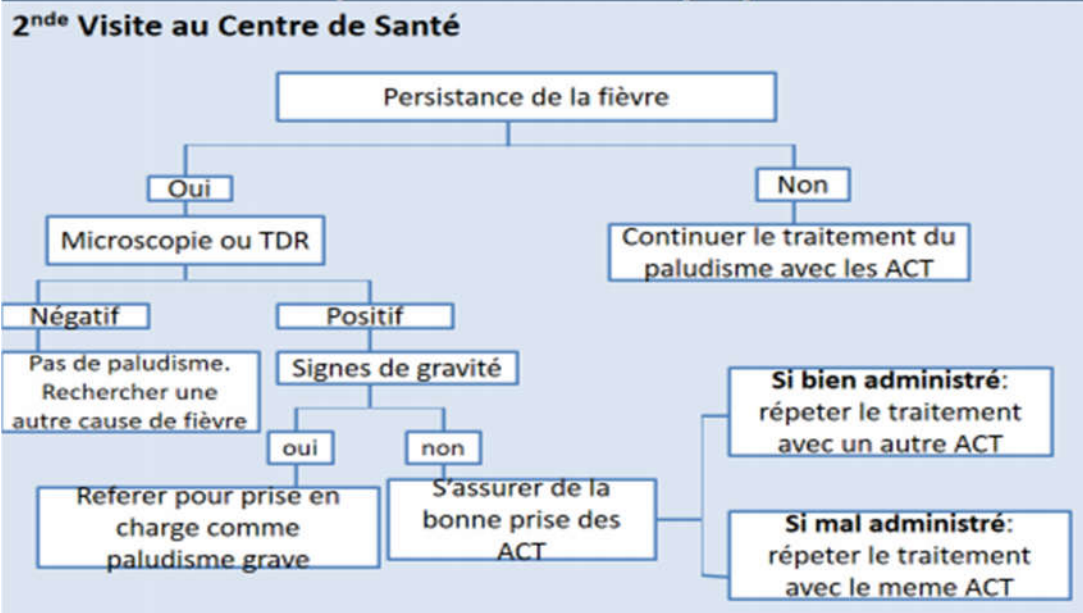 2nde Visite au Centre de Santé
Persistance de la fièvre
Oui
Non
Microscopie ou TDR
Continuer le traitement du
paludisme avec les ACT
Négatif
Positif
Pas de paludisme.
Rechercher une
autre cause de fièvre
Signes de gravité
oui
non
Referer pour prise en
charge comme
paludisme grave
S'assurer de la
bonne prise des
ACT
Si bien administré:
répeter le traitement
avec un autre ACT
Si mal administré:
répeter le traitement
avec le meme ACT